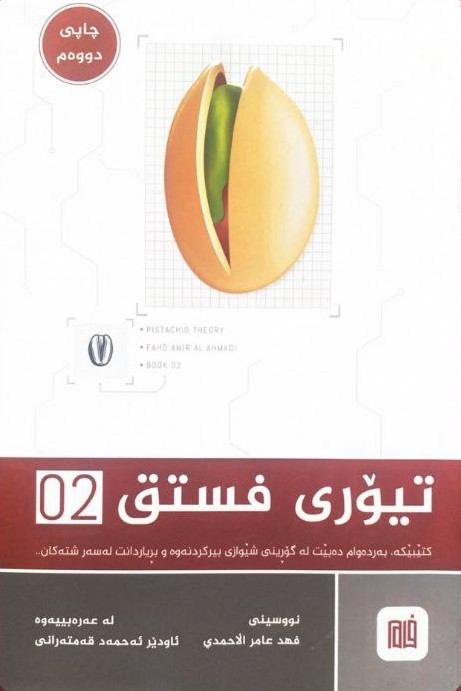 چاپی
دووەم
• PISTACHIO THEORY
• FAHD AMIR AL AHMADI
• BOOK 02
تیۆری فستق 02
کتێبێکە، بەردەوام دەبێت لە گۆڕینی شێوازی بیرکردنەوە و بڕیاردانت لەسەر شتەکان..
نووسینی
فهد عامر الاحمدي
لە عەرەبییەوە
ئاودێر ئەحمەد قەمتەرانی